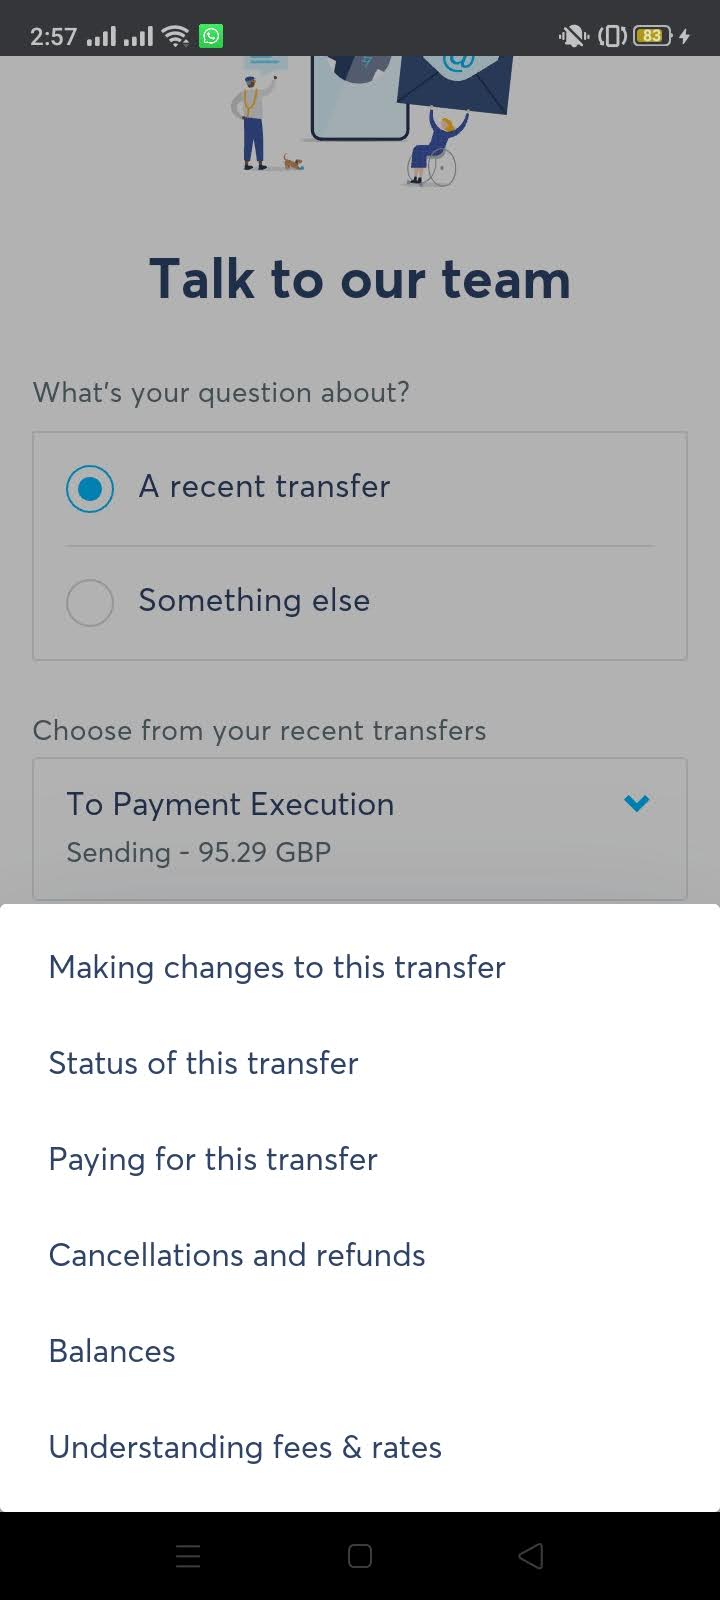 2:57
83
@
Talk to our team
What's your question about?
A recent transfer
Something else
Choose from your recent transfers
To Payment Execution
Sending - 95.29 GBP
Making changes to this transfer
Status of this transfer
Paying for this transfer
Cancellations and refunds
Balances
Understanding fees & rates